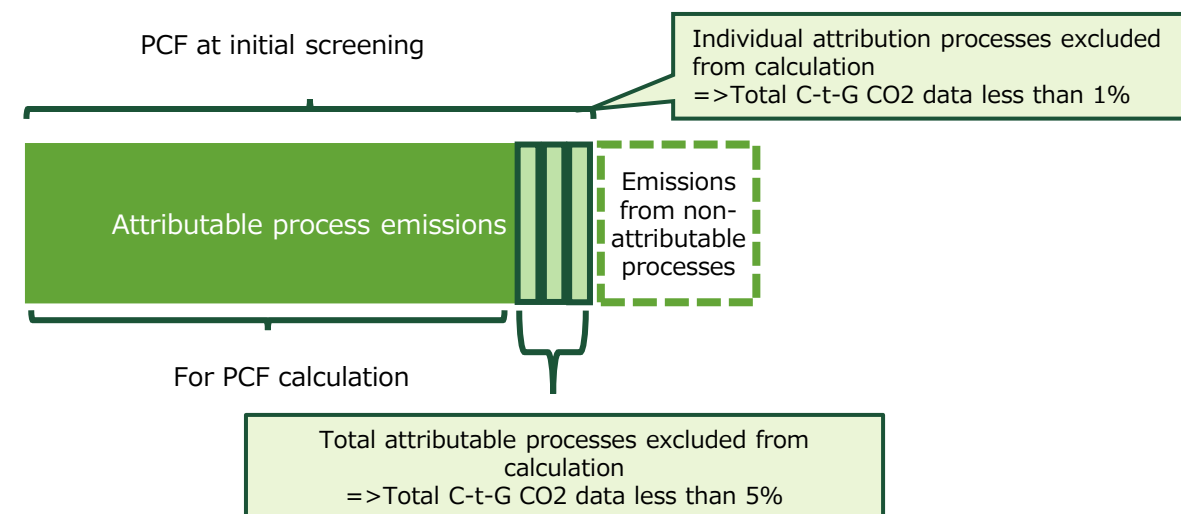 PCF at initial screening
Individual attribution processes excluded
from calculation
=>Total C-t-G CO2 data less than 1%
Attributable process emissions
Emissions
from non-
attributable
processes
For PCF calculation
Total attributable processes excluded from
calculation
=>Total C-t-G CO2 data less than 5%